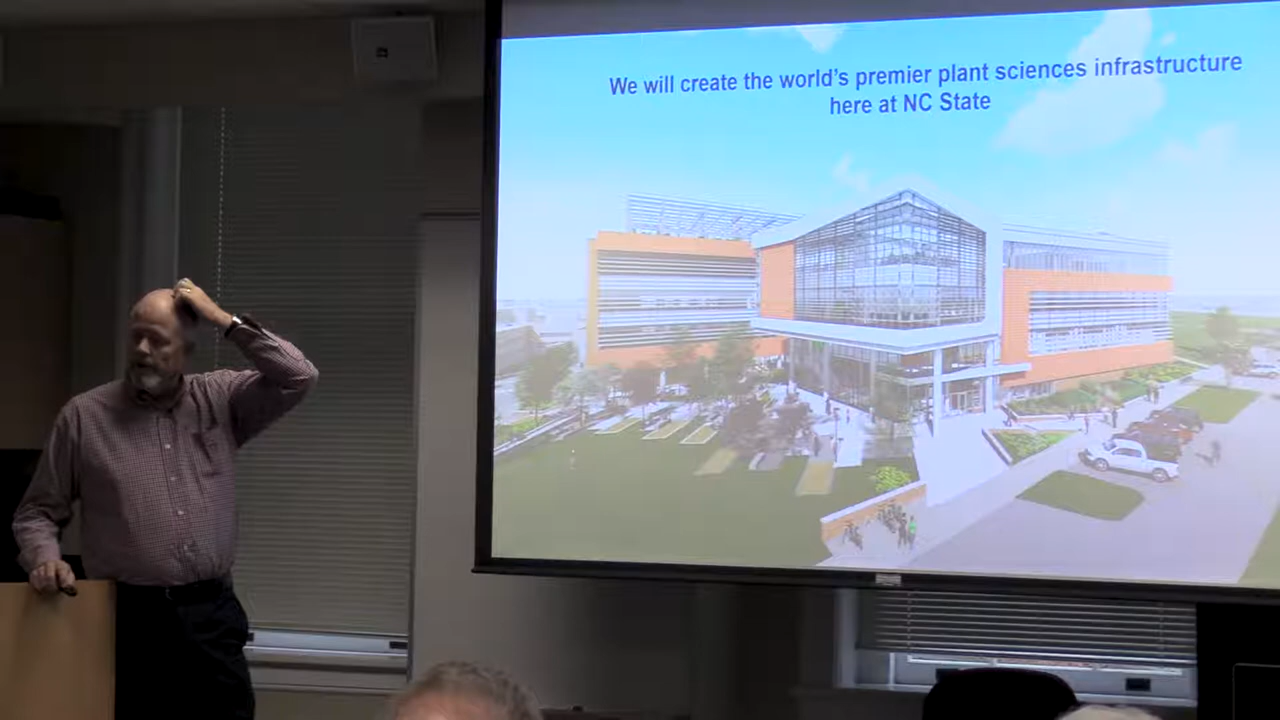 We will create the world's premier plant sciences infrastructure
here at NC State